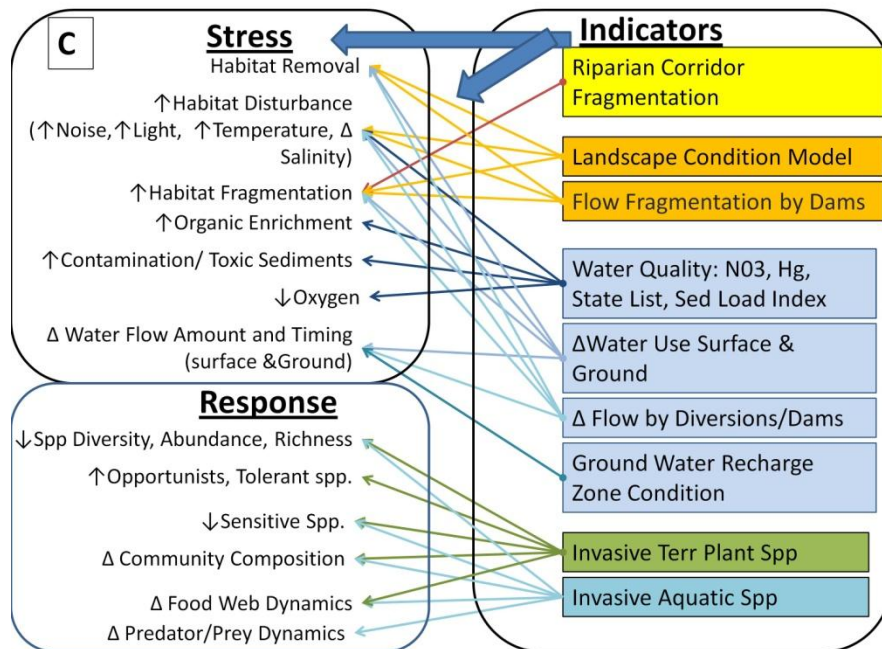 C
Stress
Habitat Removal
↑Habitat Disturbance
(↑Noise,↑Light, ↑Temperature, Δ
Salinity)
↑Habitat Fragmentation
↑Organic Enrichment
↑Contamination/ Toxic Sediments
↓Oxygen
Δ Water Flow Amount and Timing
(surface &Ground)
Response
↓Spp Diversity, Abundance, Richness
↑Opportunists, Tolerant spp.
↓Sensitive Spp.
Δ Community Composition
Δ Food Web Dynamics
Δ Predator/Prey Dynamics
Indicators
Riparian Corridor
Fragmentation
Landscape Condition Model
Flow Fragmentation by Dams
Water Quality: N03, Hg,
State List, Sed Load Index
ΔWater Use Surface &
Ground
Δ Flow by Diversions/Dams
Ground Water Recharge
Zone Condition
Invasive Terr Plant Spp
Invasive Aquatic Spp